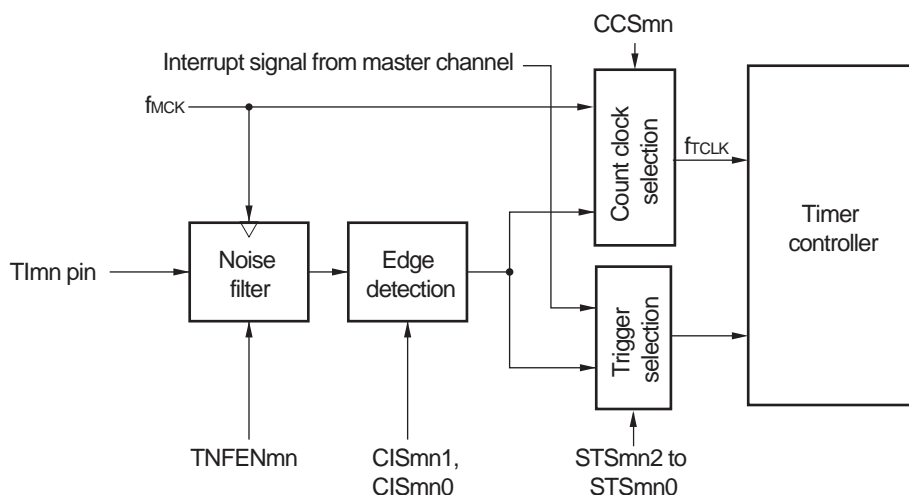 CCSmn
Interrupt signal from master channel
fMCK
Count clock
selection
fTCLK
Timer
controller
TImn pin
Noise
filter
Edge
detection
Trigger
selection
TNFENmn
CISmn1,
CISmn0
STSmn2 to
STSmn0